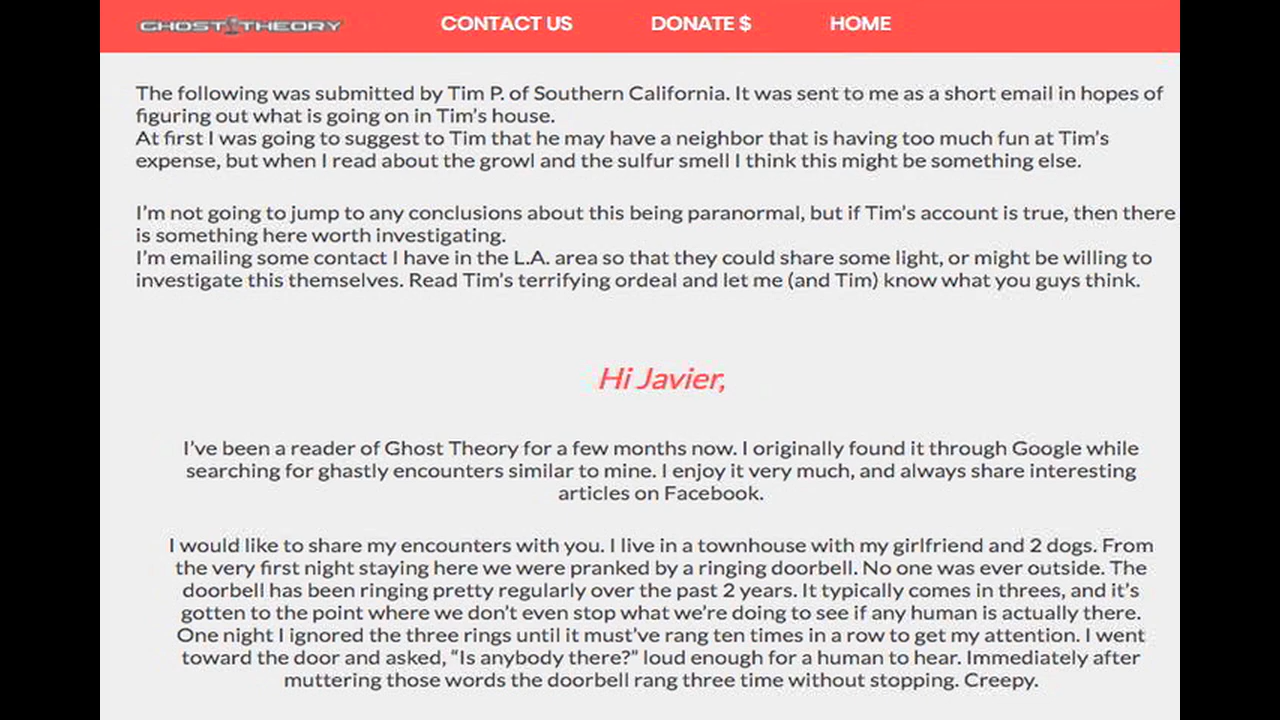 GHOST THEORY CONTACT US DONATE $ HOME
The following was submitted by Tim P. of Southern California. It was sent to me as a short email in hopes of
figuring out what is going on in Tim's house.
At first I was going to suggest to Tim that he may have a neighbor that is having too much fun at Tim's
expense, but when I read about the growl and the sulfur smell I think this might be something else.
I'm not going to jump to any conclusions about this being paranormal, but if Tim's account is true, then there
is something here worth investigating.
I'm emailing some contact I have in the L.A. area so that they could share some light, or might be willing to
investigate this themselves. Read Tim's terrifying ordeal and let me (and Tim) know what you guys think.
Hi Javier,
I've been a reader of Ghost Theory for a few months now. I originally found it through Google while
searching for ghastly encounters similar to mine. I enjoy it very much, and always share interesting
articles on Facebook.
I would like to share my encounters with you. I live in a townhouse with my girlfriend and 2 dogs. From
the very first night staying here we were pranked by a ringing doorbell. No one was ever outside. The
doorbell has been ringing pretty regularly over the past 2 years. It typically comes in threes, and it's
gotten to the point where we don't even stop what we're doing to see if any human is actually there.
One night I ignored the three rings until it must've rang ten times in a row to get my attention. I went
toward the door and asked, "Is anybody there?" loud enough for a human to hear. Immediately after
muttering those words the doorbell rang three time without stopping. Creepy.